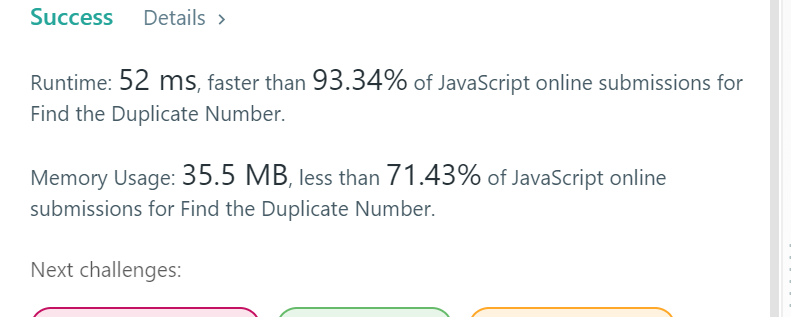 Success Details >
Runtime: 52 ms, faster than 93.34% of JavaScript online submissions for
Find the Duplicate Number.
Memory Usage: 35.5 MB, less than 71.43% of JavaScript online
submissions for Find the Duplicate Number.
Next challenges: